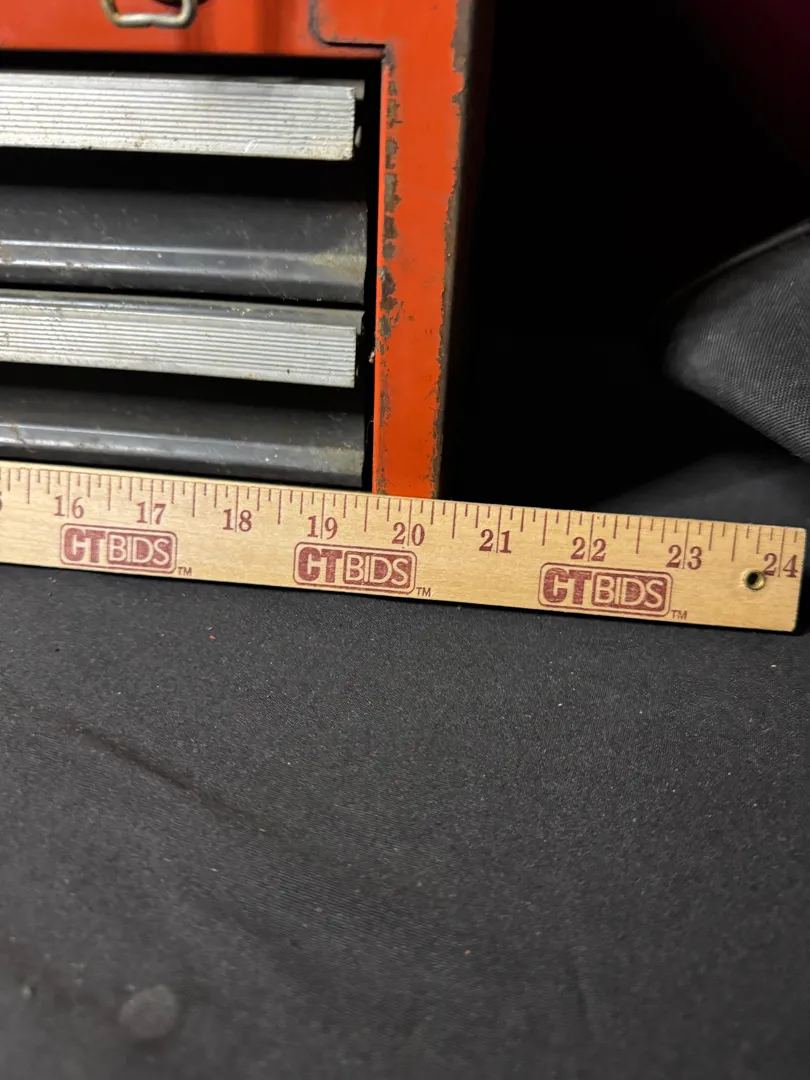 16 17 18 19 20 21 22 23 24
CTBIDS™ CTBIDS™ CTBIDS™